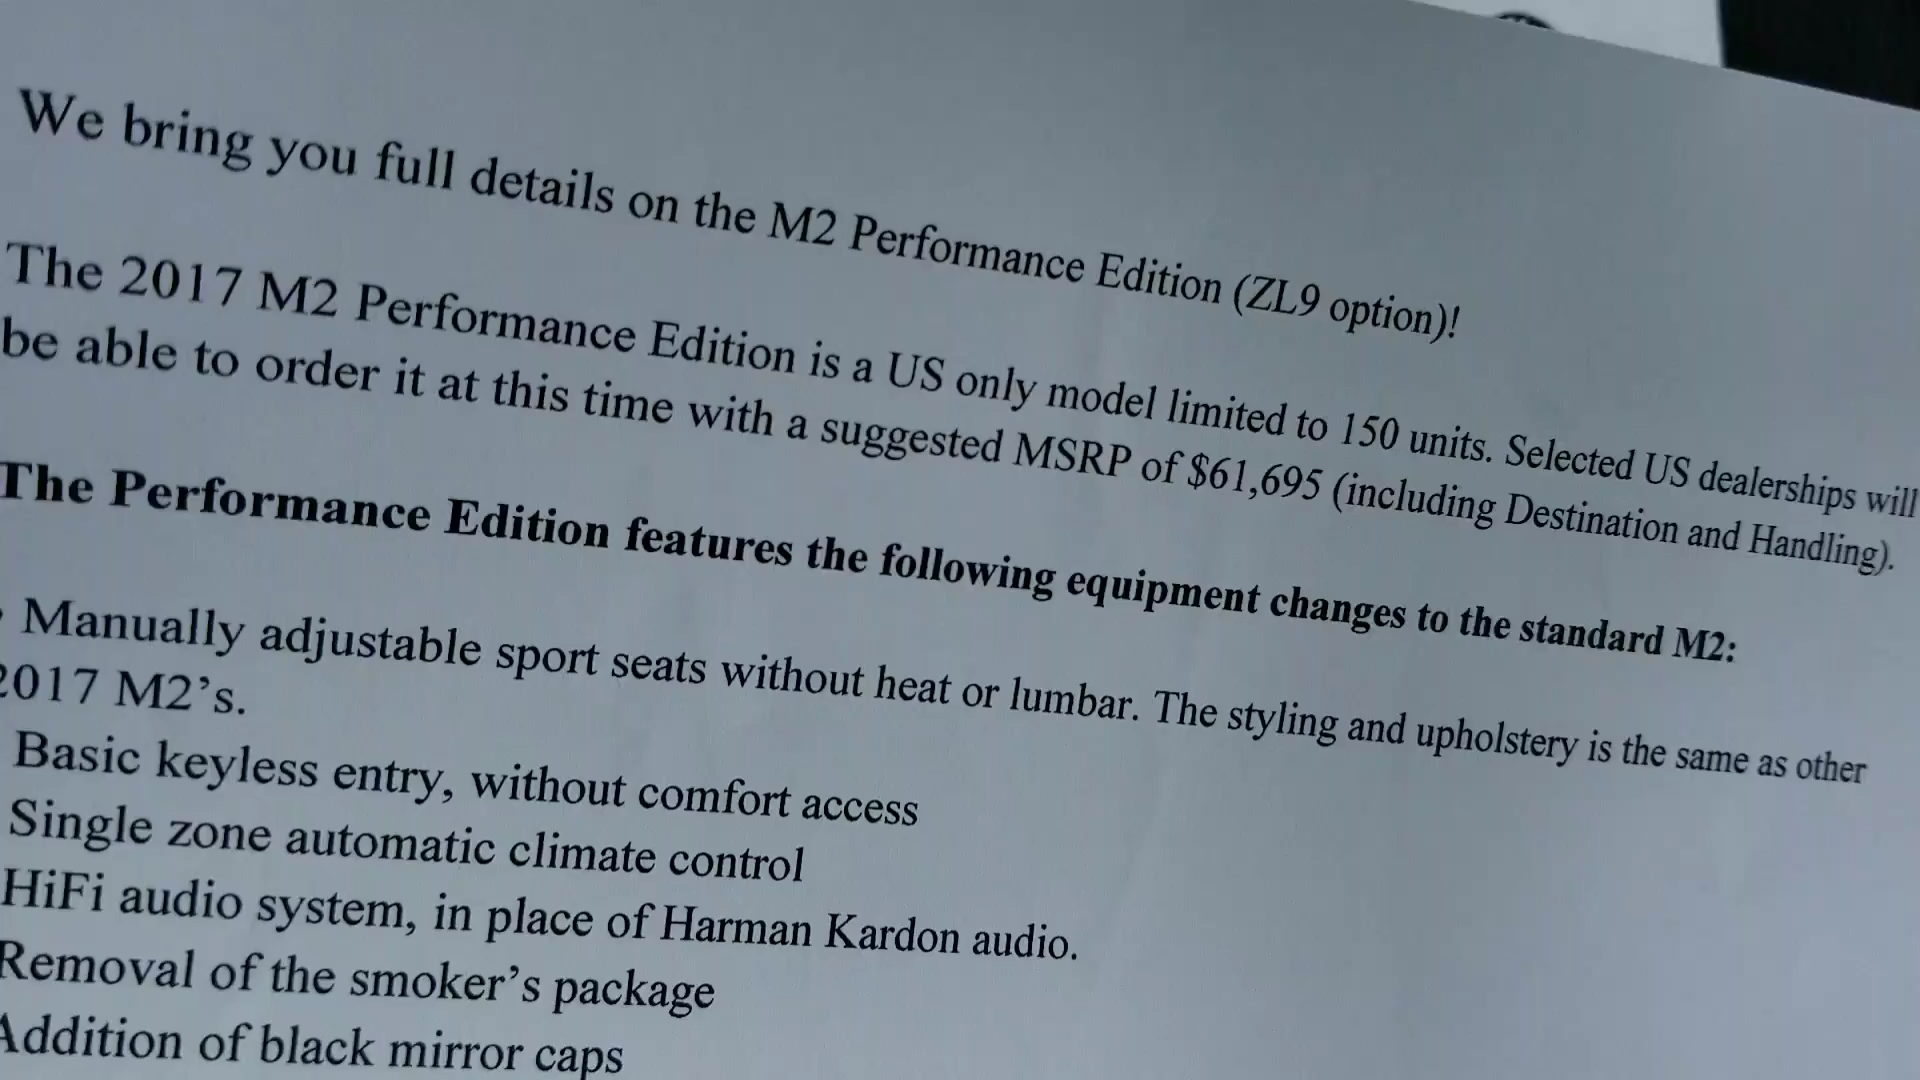 We bring you full details on the M2 Performance Edition (ZL9 option)!
The 2017 M2 Performance Edition is a US only model limited to 150 units. Selected US dealerships will
be able to order it at this time with a suggested MSRP of $61,695 (including Destination and Handling).
The Performance Edition features the following equipment changes to the standard M2:
Manually adjustable sport seats without heat or lumbar. The styling and upholstery is the same as other
2017 M2’s.
Basic keyless entry, without comfort access
Single zone automatic climate control
HiFi audio system, in place of Harman Kardon audio.
Removal of the smoker’s package
Addition of black mirror caps